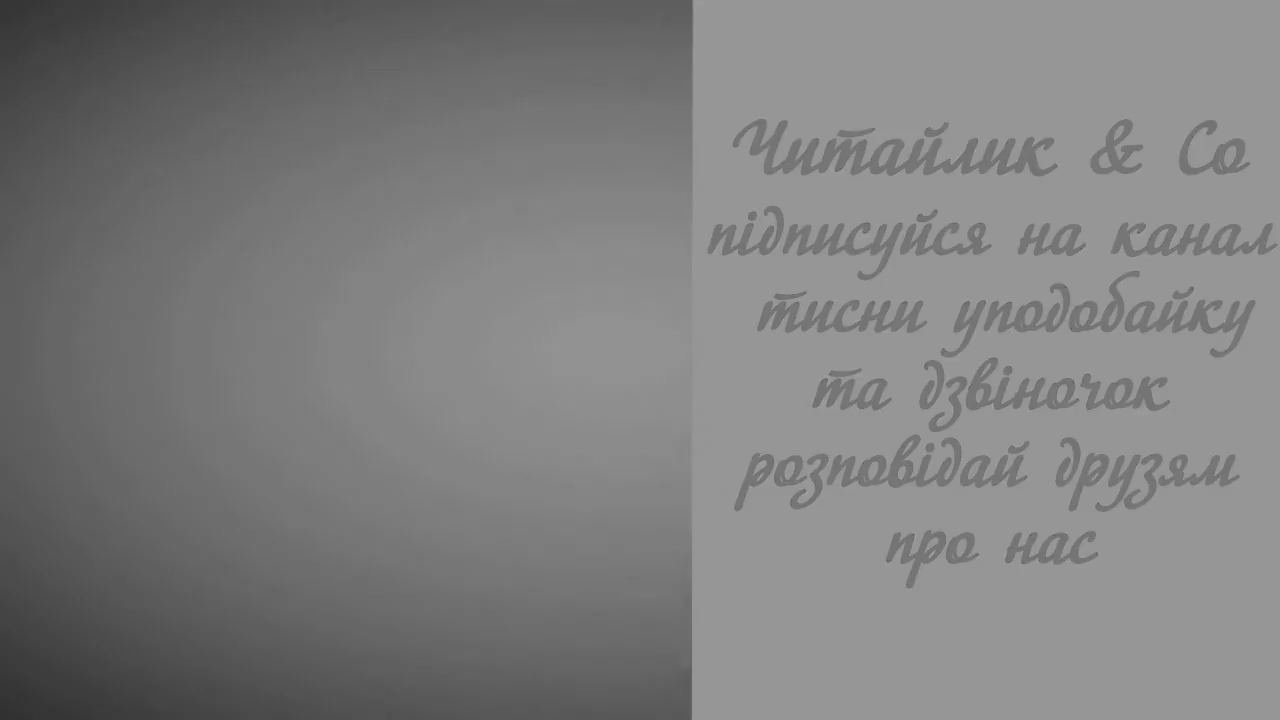 Читайлик & Co
підписуйся на канал
тисни уподобайку
та дзвіночок
розповідай друзям
про нас